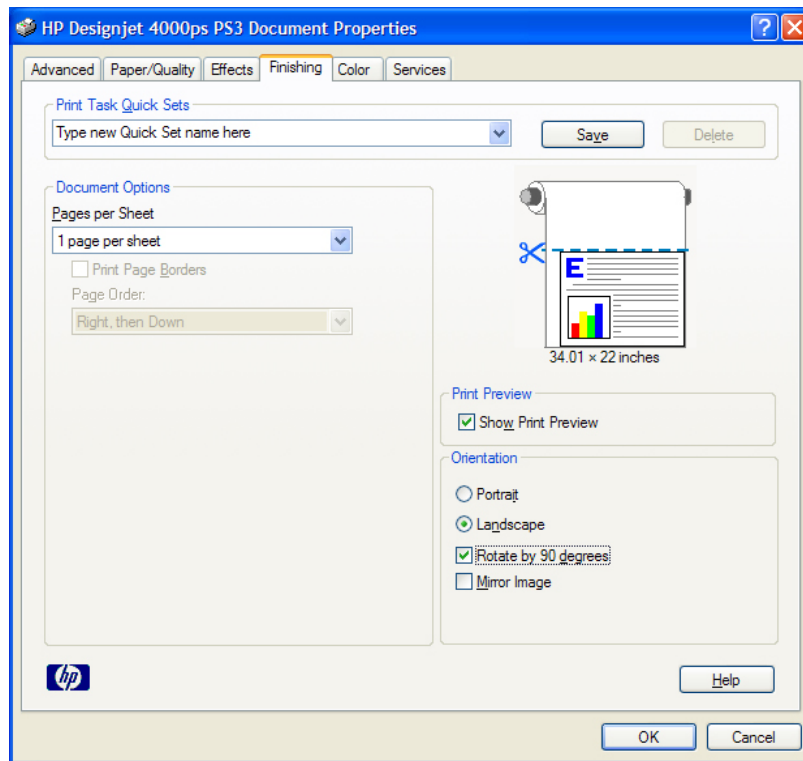 HP Designjet 4000ps PS3 Document Properties
Advanced Paper/Quality Effects Finishing Color Services
Print Task Quick Sets
Type new Quick Set name here
Save
Delete
Document Options
Pages per Sheet
1 page per sheet
Print Page Borders
Page Order:
Right, then Down
E
34.01 × 22 inches
Print Preview
Show Print Preview
Orientation
Portrait
Landscape
Rotate by 90 degrees
Mirror Image
hp
Help
OK
Cancel